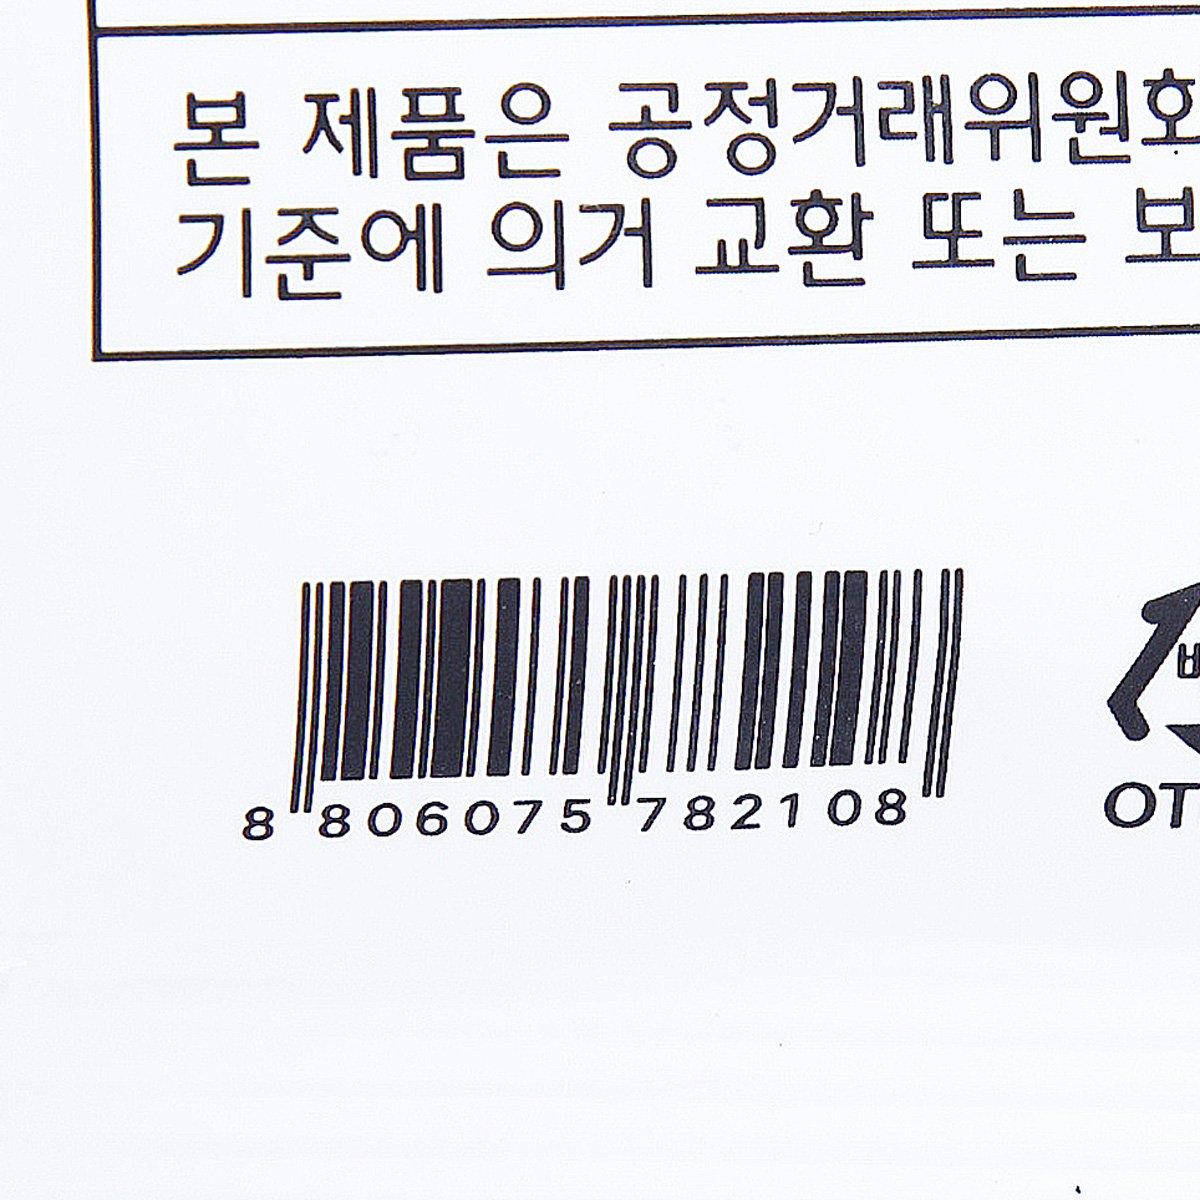 본 제품은 공정거래위원회
기준에 의거 교환 또는 보
8 806075 782108
OT